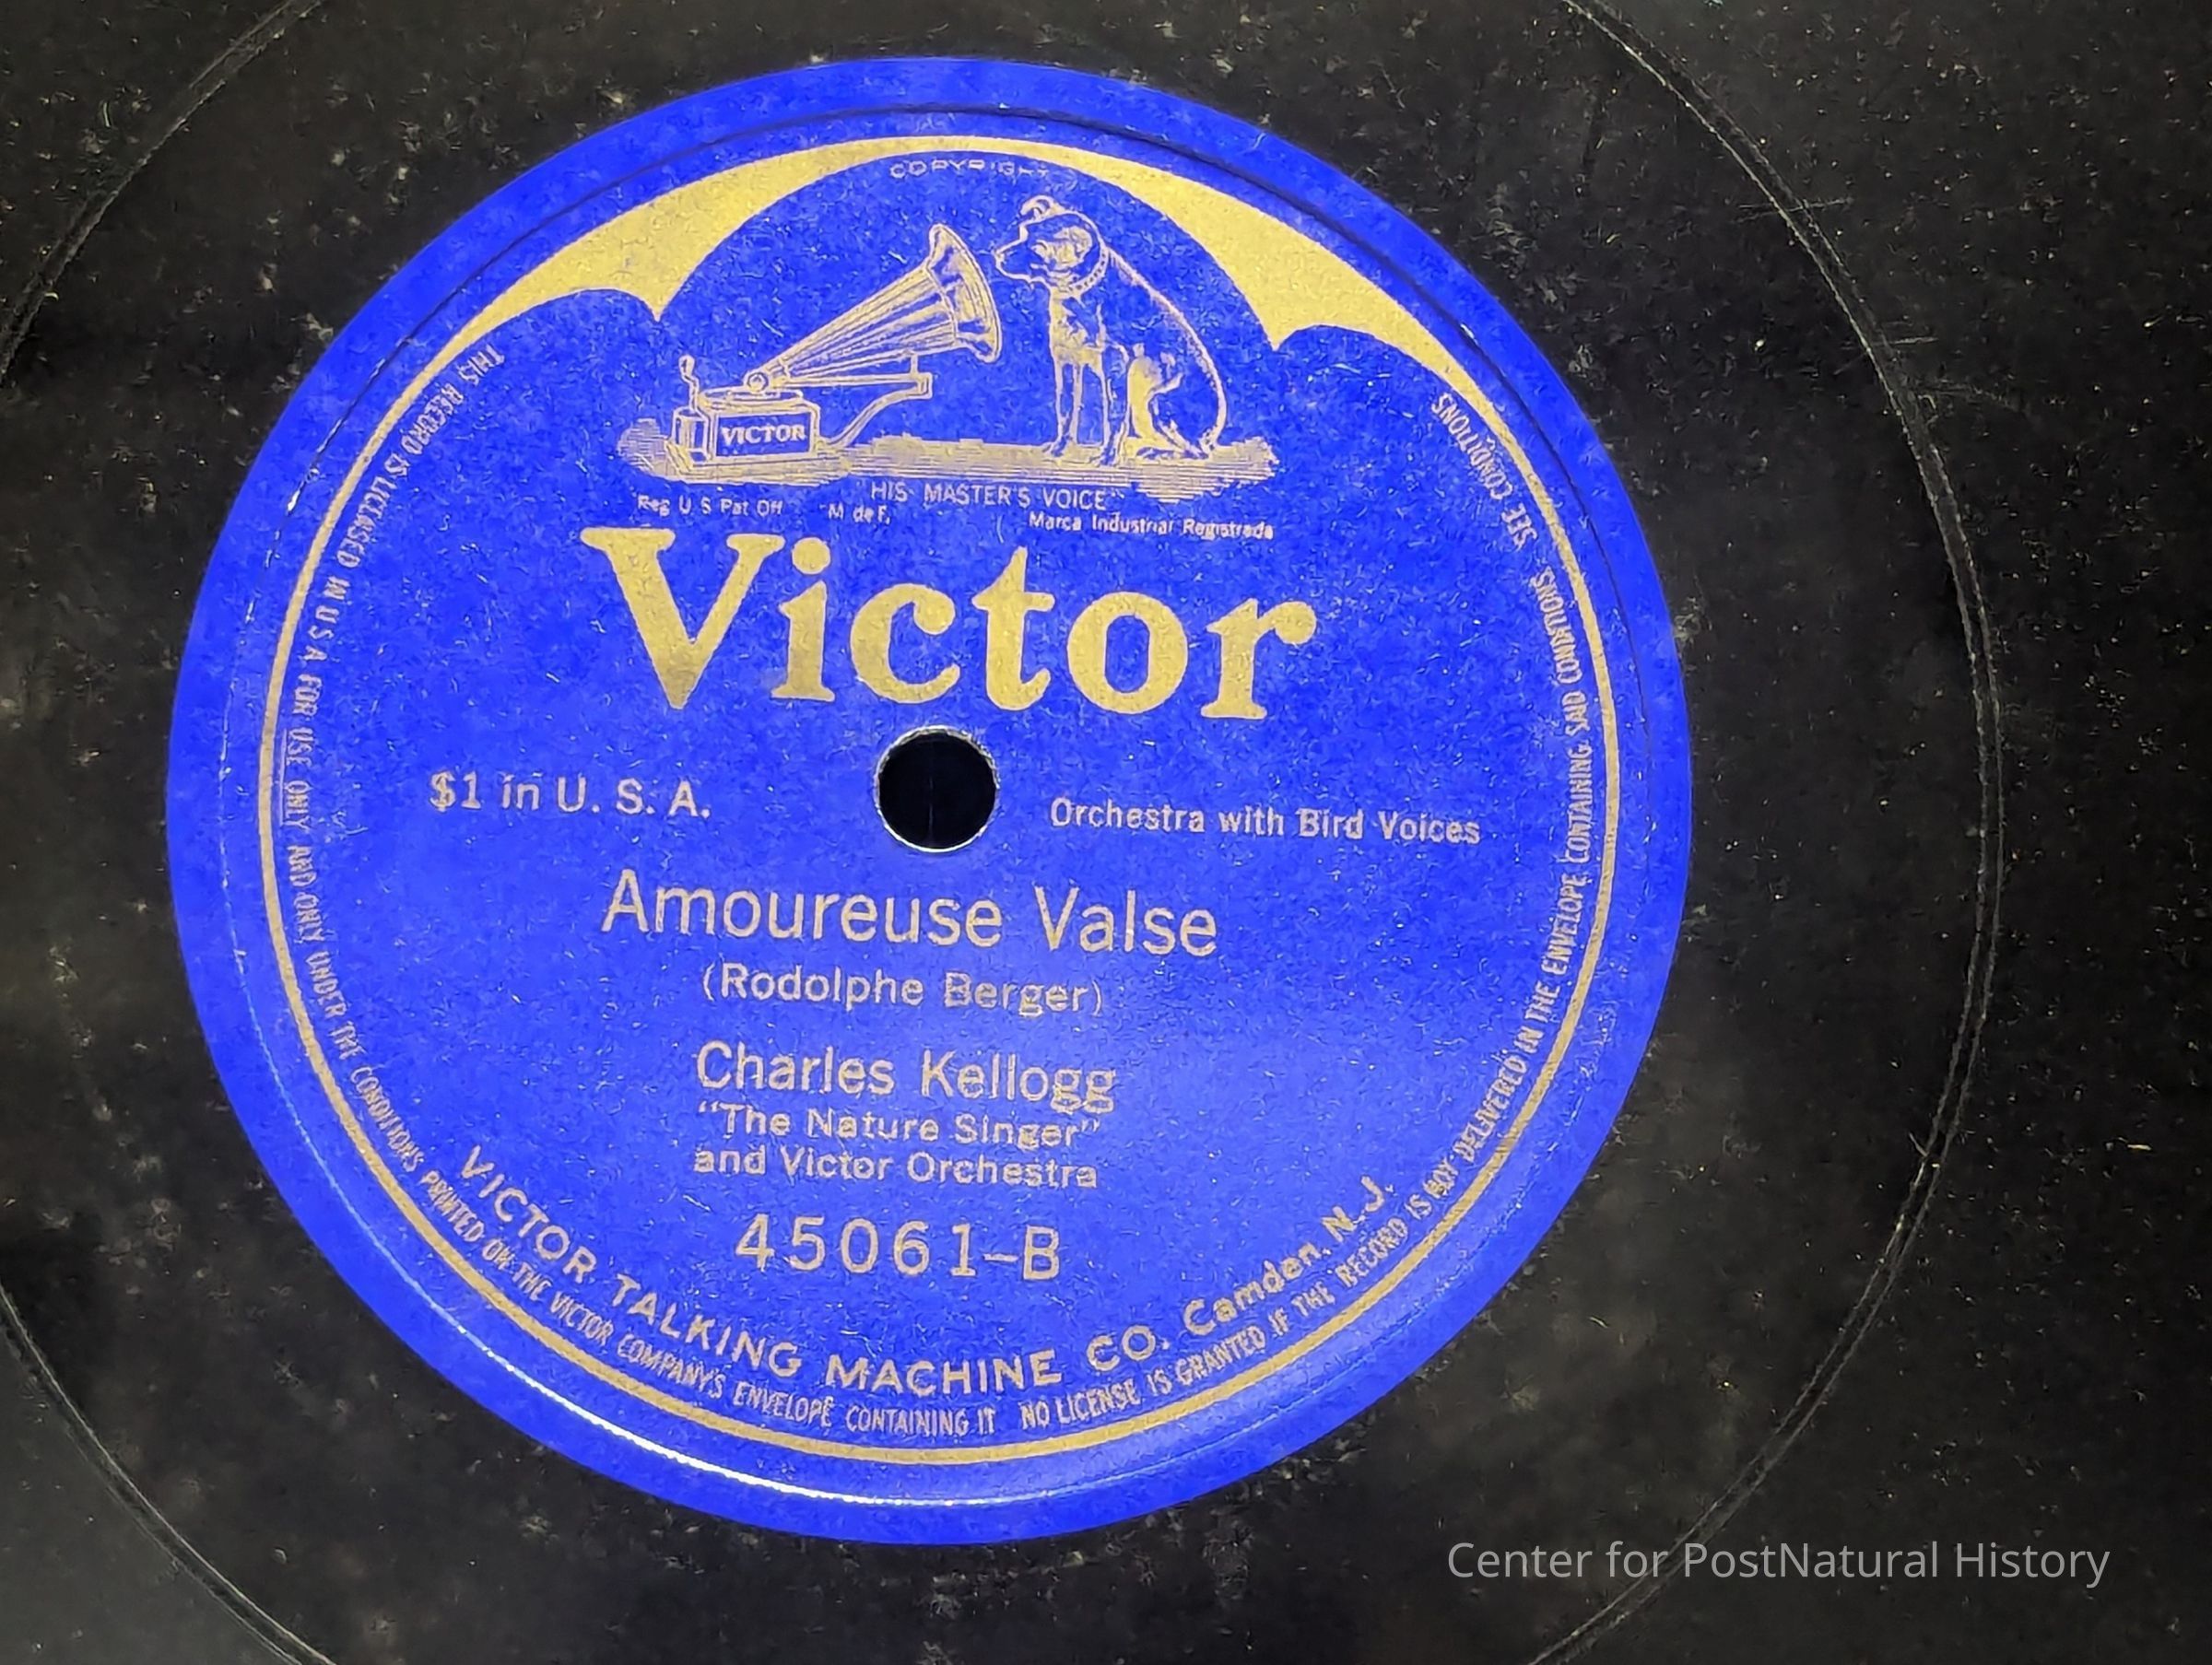 COPYRIGHT
VICTOR
"HIS MASTER'S VOICE"
Reg U S Pat Off M de F. Marca Industrial Registrada
Victor
$1 in U. S. A.
Orchestra with Bird Voices
Amoureuse Valse
(Rodolphe Berger)
Charles Kellogg
"The Nature Singer"
and Victor Orchestra
45061-B
VICTOR TALKING MACHINE CO. Camden, N. J.
THIS RECORD IS LICENSED IN U S A FOR USE ONLY AND ONLY UNDER THE CONDITIONS PRINTED ON THE VICTOR COMPANY'S ENVELOPE CONTAINING IT NO LICENSE IS GRANTED IF THE RECORD IS NOT DELIVERED IN THE ENVELOPE CONTAINING SAID CONDITIONS. SEE CONDITIONS
Center for PostNatural History